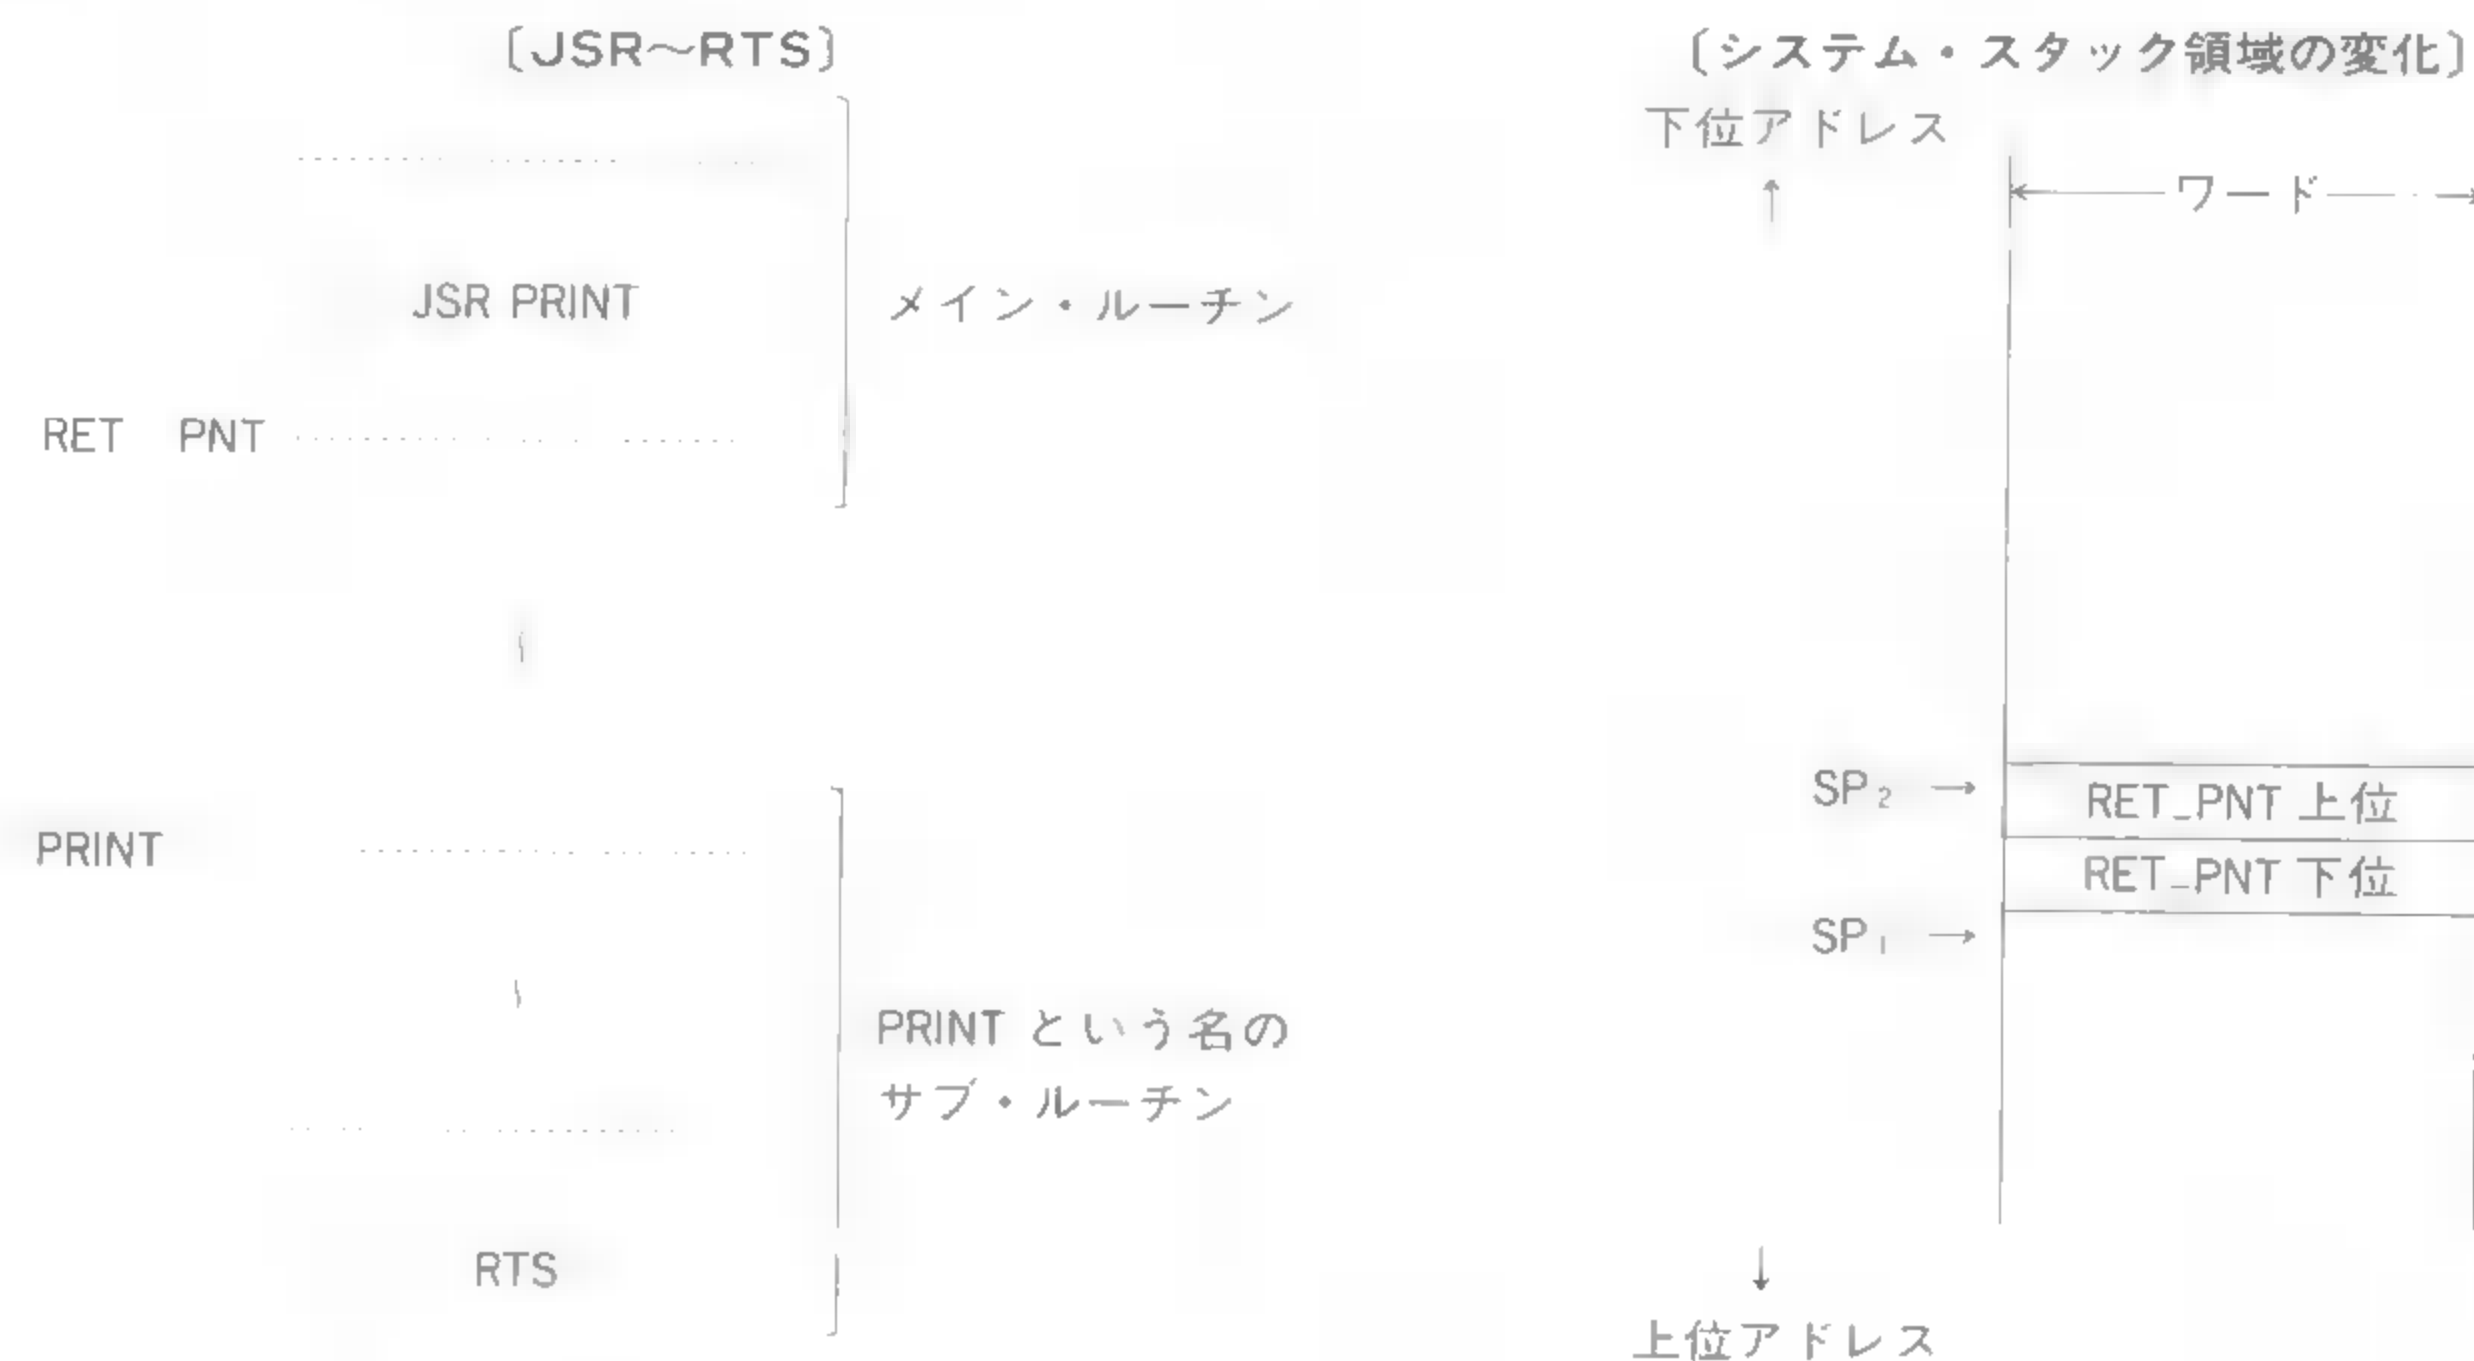 〔JSR～RTS〕
JSR PRINT
メイン・ルーチン
RET PNT
PRINT
PRINT という名の
サブ・ルーチン
RTS
〔システム・スタック領域の変化〕
下位アドレス
↑
ワード
SP₂ →
RET_PNT 上位
RET_PNT 下位
SP₁ →
↓
上位アドレス